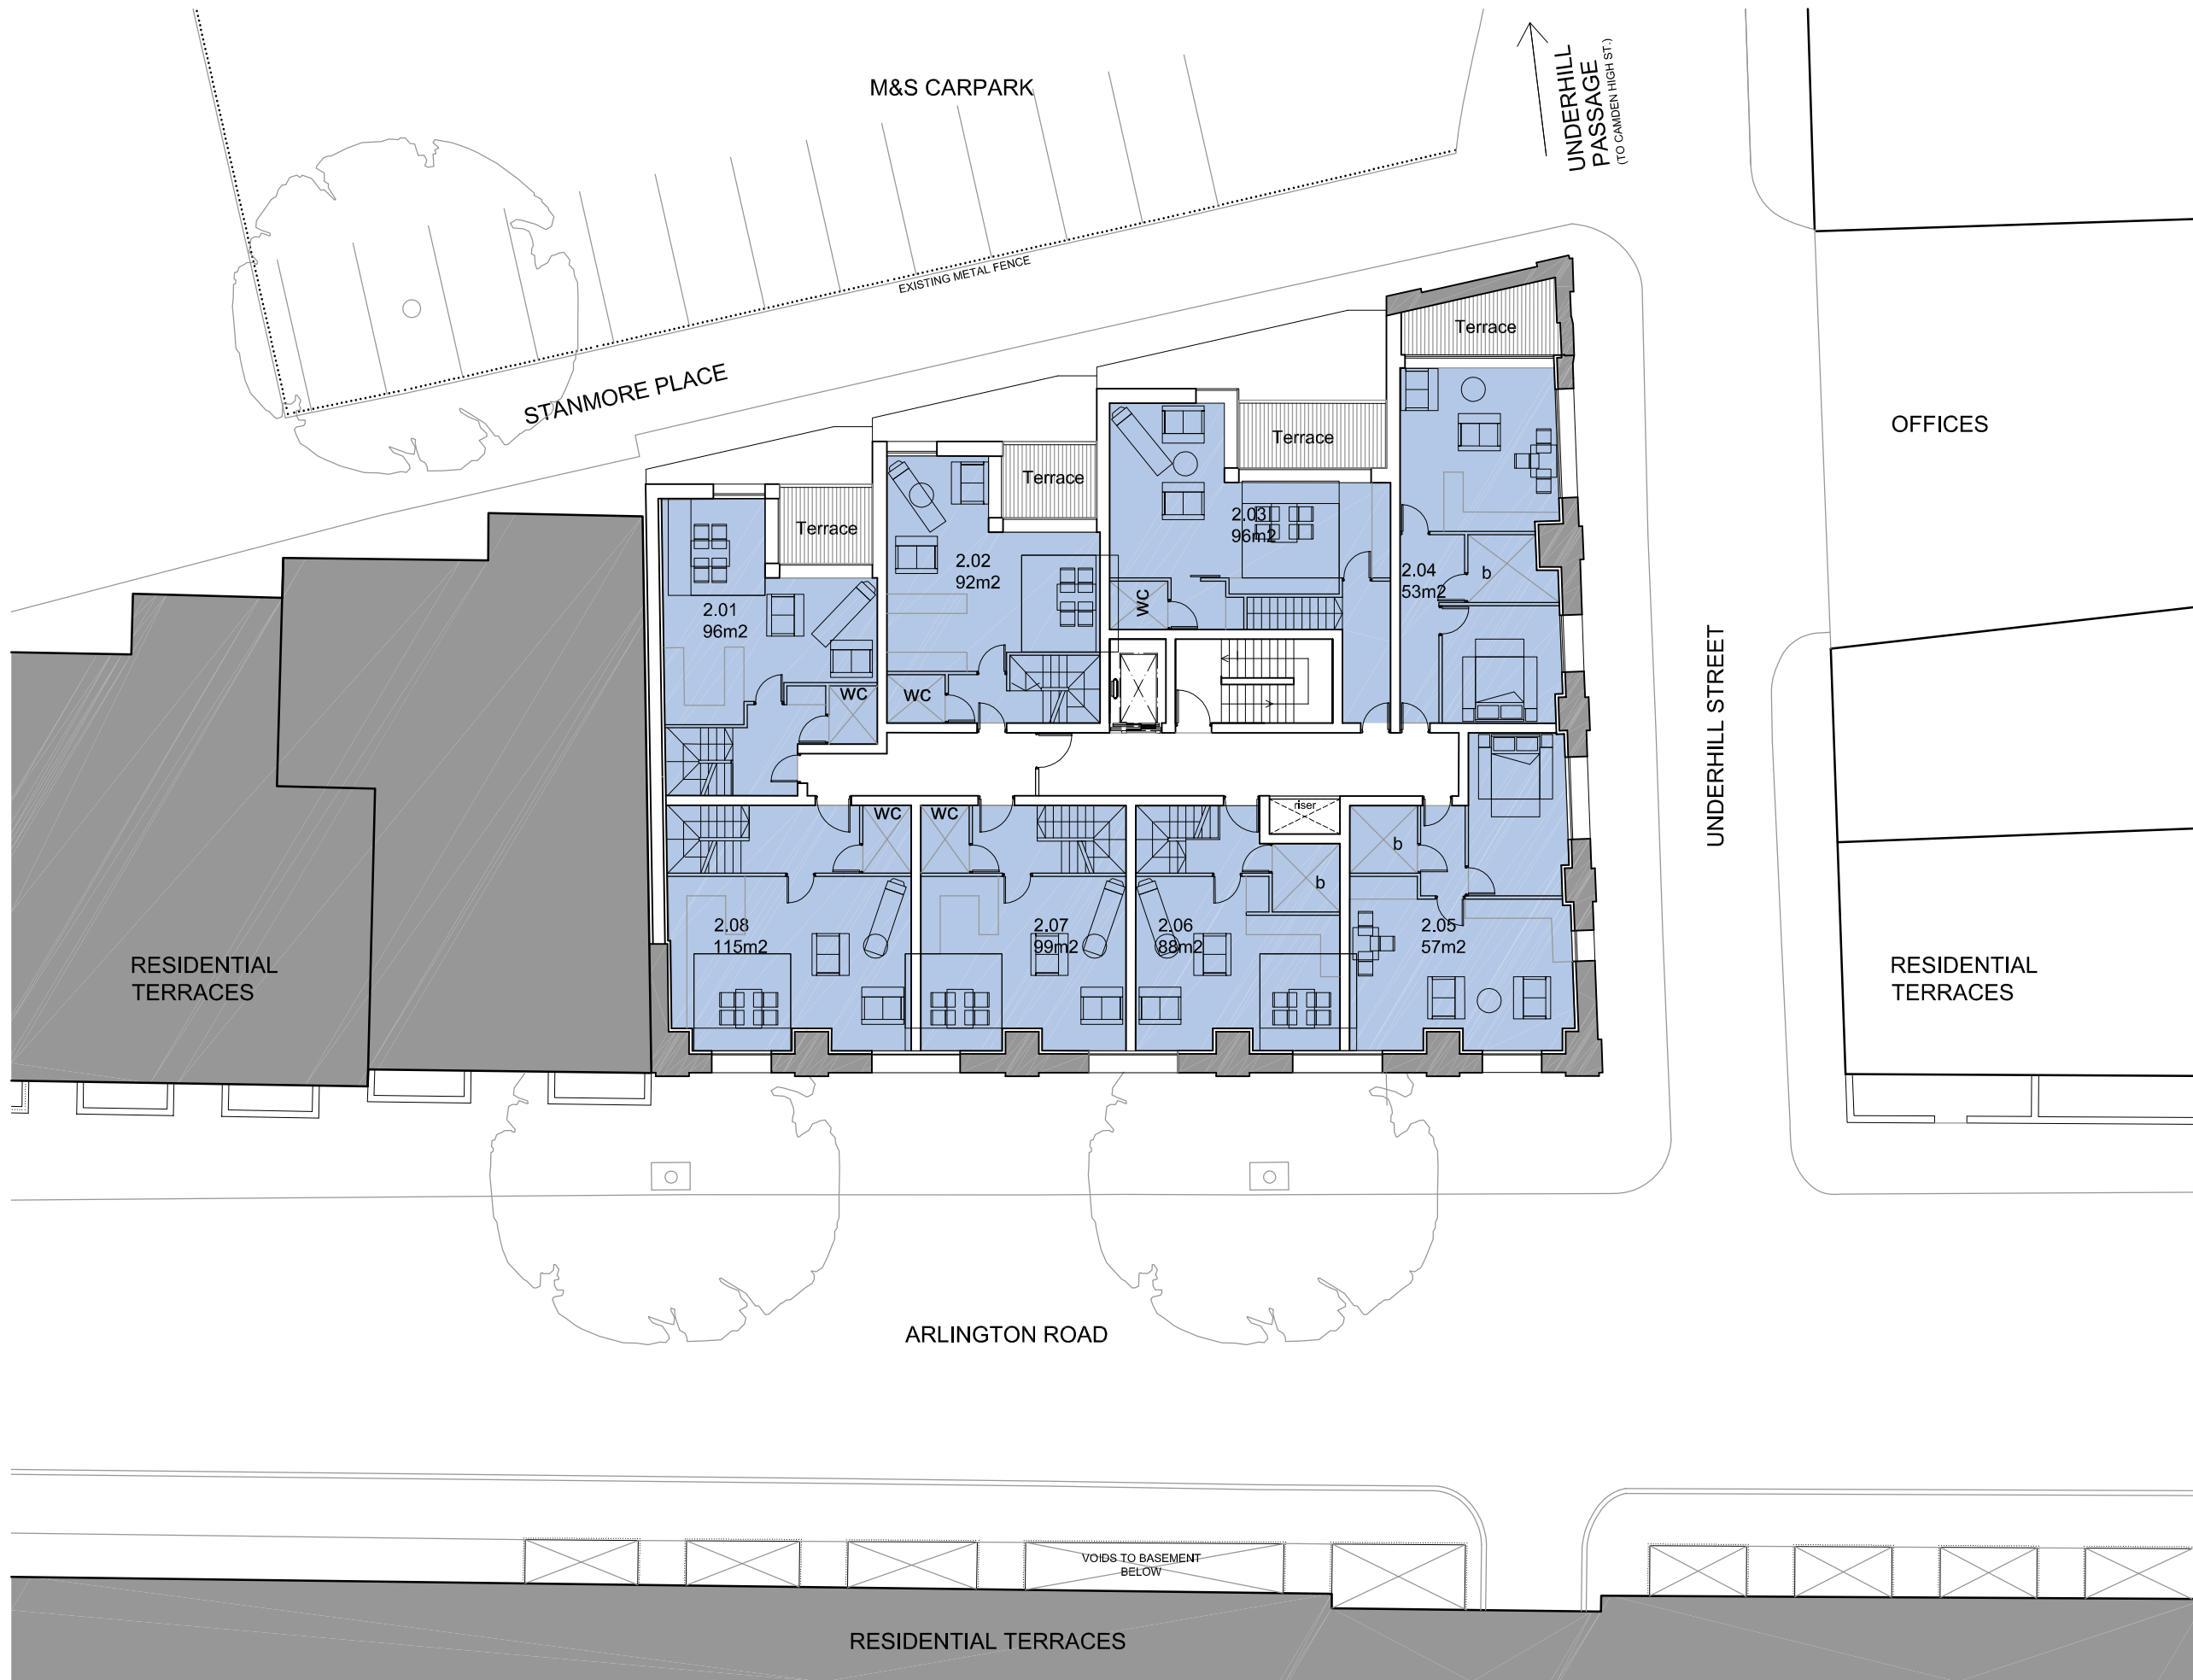 M&S CARPARK
UNDERHILL
PASSAGE
(TO CAMDEN HIGH ST.)
EXISTING METAL FENCE
STANMORE PLACE
Terrace
Terrace
Terrace
Terrace
OFFICES
2.01
96m2
2.02
92m2
2.03
96m2
2.04
53m2
b
WC
WC
WC
UNDERHILL STREET
WC
WC
riser
b
b
2.08
115m2
2.07
99m2
2.06
88m2
2.05
57m2
RESIDENTIAL
TERRACES
RESIDENTIAL
TERRACES
ARLINGTON ROAD
VOIDS TO BASEMENT
BELOW
RESIDENTIAL TERRACES